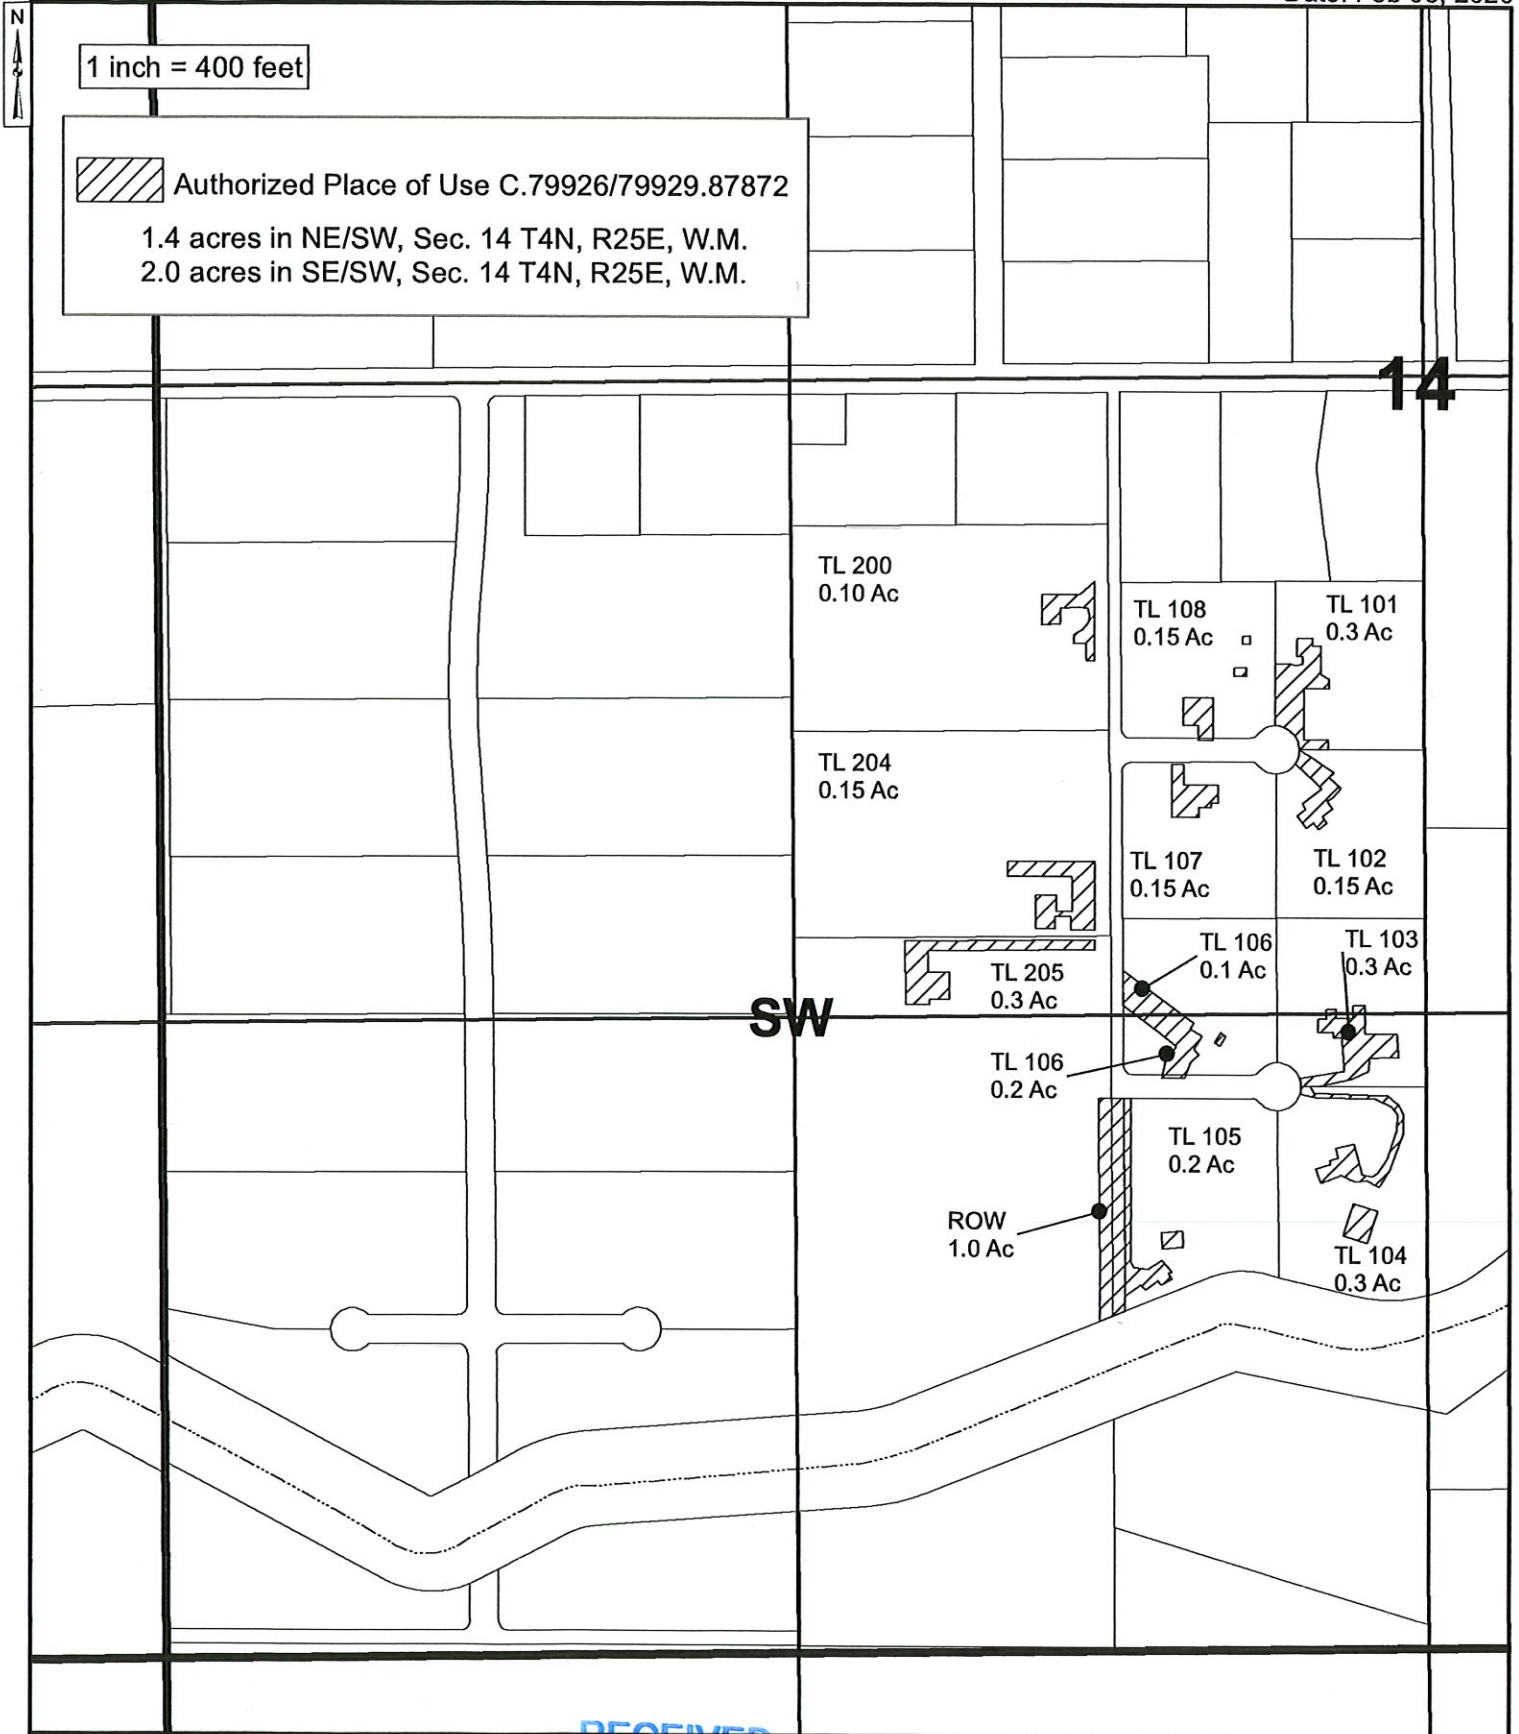 N
1 inch = 400 feet
Authorized Place of Use C.79926/79929.87872
1.4 acres in NE/SW, Sec. 14 T4N, R25E, W.M.
2.0 acres in SE/SW, Sec. 14 T4N, R25E, W.M.
14
TL 200
0.10 Ac
TL 108
0.15 Ac
TL 101
0.3 Ac
TL 204
0.15 Ac
TL 107
0.15 Ac
TL 102
0.15 Ac
TL 106
0.1 Ac
TL 103
0.3 Ac
TL 205
0.3 Ac
SW
TL 106
0.2 Ac
TL 105
0.2 Ac
ROW
1.0 Ac
TL 104
0.3 Ac
RECEIVED